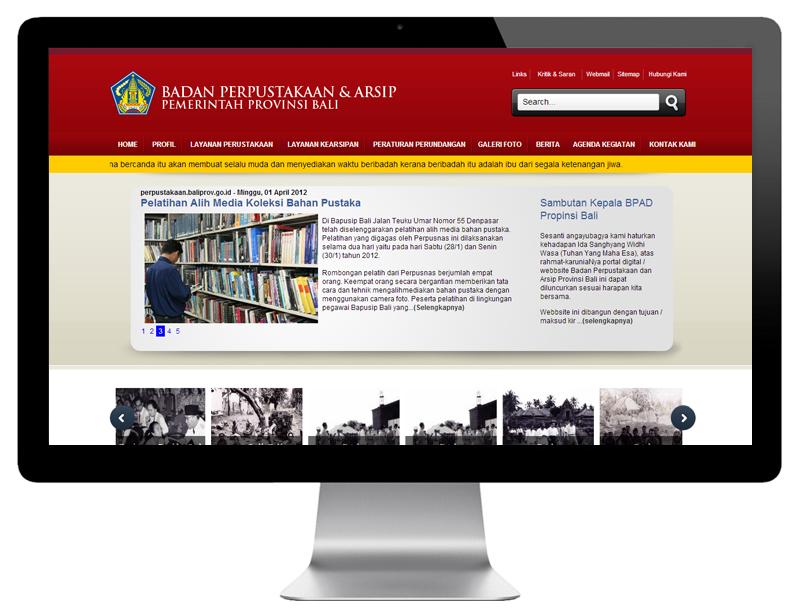 Links Kritik & Saran Webmail Sitemap Hubungi Kami
BADAN PERPUSTAKAAN & ARSIP
PEMERINTAH PROVINSI BALI
Search...
HOME PROFIL LAYANAN PERUSTAKAAN LAYANAN KEARSIPAN PERATURAN PERUNDANGAN GALERI FOTO BERITA AGENDA KEGIATAN KONTAK KAMI
na bercanda itu akan membuat selalu muda dan menyediakan waktu beribadah kerana beribadah itu adalah ibu dari segala ketenangan jiwa.
perpustakaan.baliprov.go.id - Minggu, 01 April 2012
Pelatihan Alih Media Koleksi Bahan Pustaka
Di Bapusip Bali Jalan Teuku Umar Nomor 55 Denpasar
telah diselenggarakan pelatihan alih media bahan pustaka.
Pelatihan yang digagas oleh Perpusnas ini dilaksanakan
selama dua hari yaitu pada hari Sabtu (28/1) dan Senin
(30/1) tahun 2012.
Rombongan pelatih dari Perpusnas berjumlah empat
orang. Keempat orang secara bergantian memberikan tata
cara dan tehnik mengalihmediakan bahan pustaka dengan
menggunakan camera foto. Peserta pelatihan di lingkungan
pegawai Bapusip Bali yang...(Selengkapnya)
1 2 3 4 5
Sambutan Kepala BPAD
Propinsi Bali
Sesanti angayubagya kami haturkan
kehadapan Ida Sanghyang Widhi
Wasa (Tuhan Yang Maha Esa), atas
rahmat-karuniaNya portal digital /
webbsite Badan Perpustakaan dan
Arsip Provinsi Bali ini dapat
diluncurkan sesuai harapan kita
bersama.
Webbsite ini dibangun dengan tujuan /
maksud kir ...(selengkapnya)